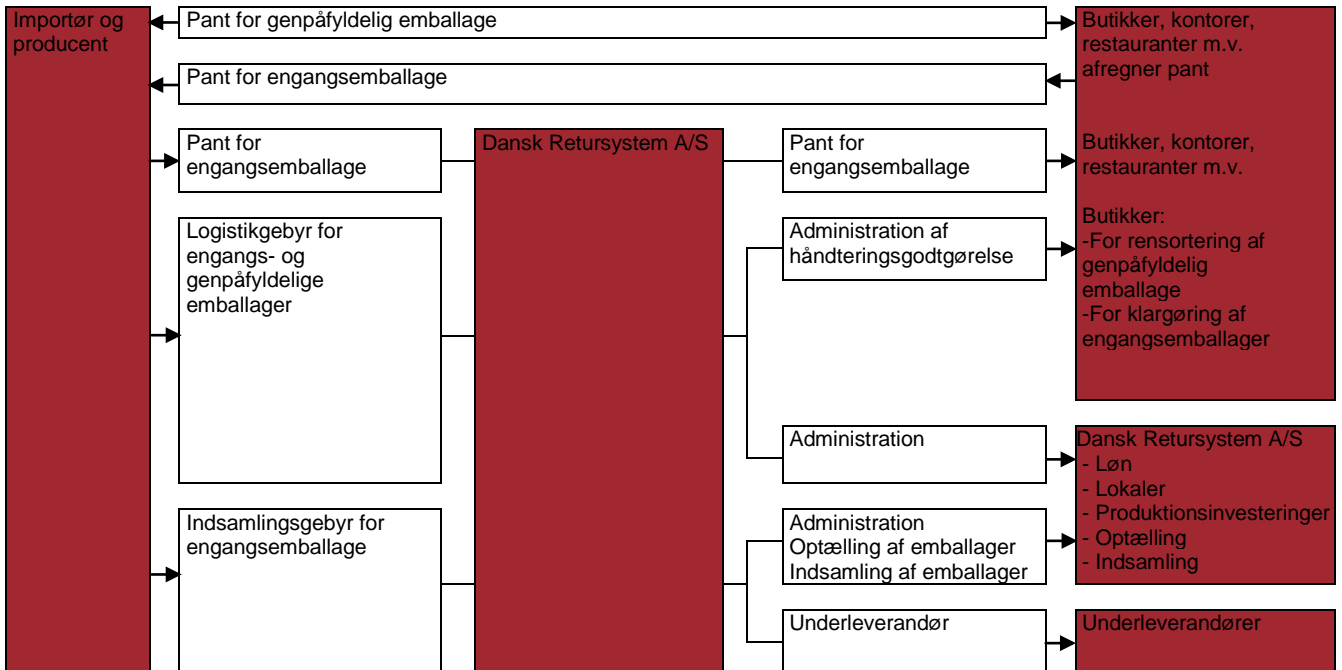 Importør og
producent
Pant for genpåfyldelig emballage
Butikker, kontorer,
restauranter m.v.
afregner pant
Pant for engangsemballage
Pant for
engangsemballage
Dansk Retursystem A/S
Pant for
engangsemballage
Butikker, kontorer,
restauranter m.v.
Logistikgebyr for
engangs- og
genpåfyldelige
emballager
Administration af
håndteringsgodtgørelse
Butikker:
-For rensortering af
genpåfyldelig
emballage
-For klargøring af
engangsemballager
Administration
Dansk Retursystem A/S
- Løn
- Lokaler
- Produktionsinvesteringer
- Optælling
- Indsamling
Indsamlingsgebyr for
engangsemballage
Administration
Optælling af emballager
Indsamling af emballager
Underleverandør
Underleverandører